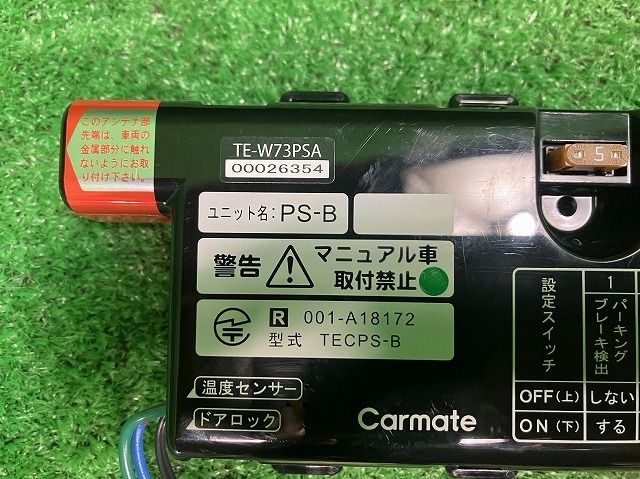 このアンテナ部
先端は、車両の
金属部分に触れ
ないようにお取
り付け下さい。
TE-W73PSA
00026354
5
ユニット名:PS-B
警告
マニュアル車
取付禁止
R 001-A18172
型式 TECPS-B
温度センサー
ドアロック
Carmate
設定スイッチ
1
パーキング
ブレーキ検出
OFF(上) しない
ON(下) する